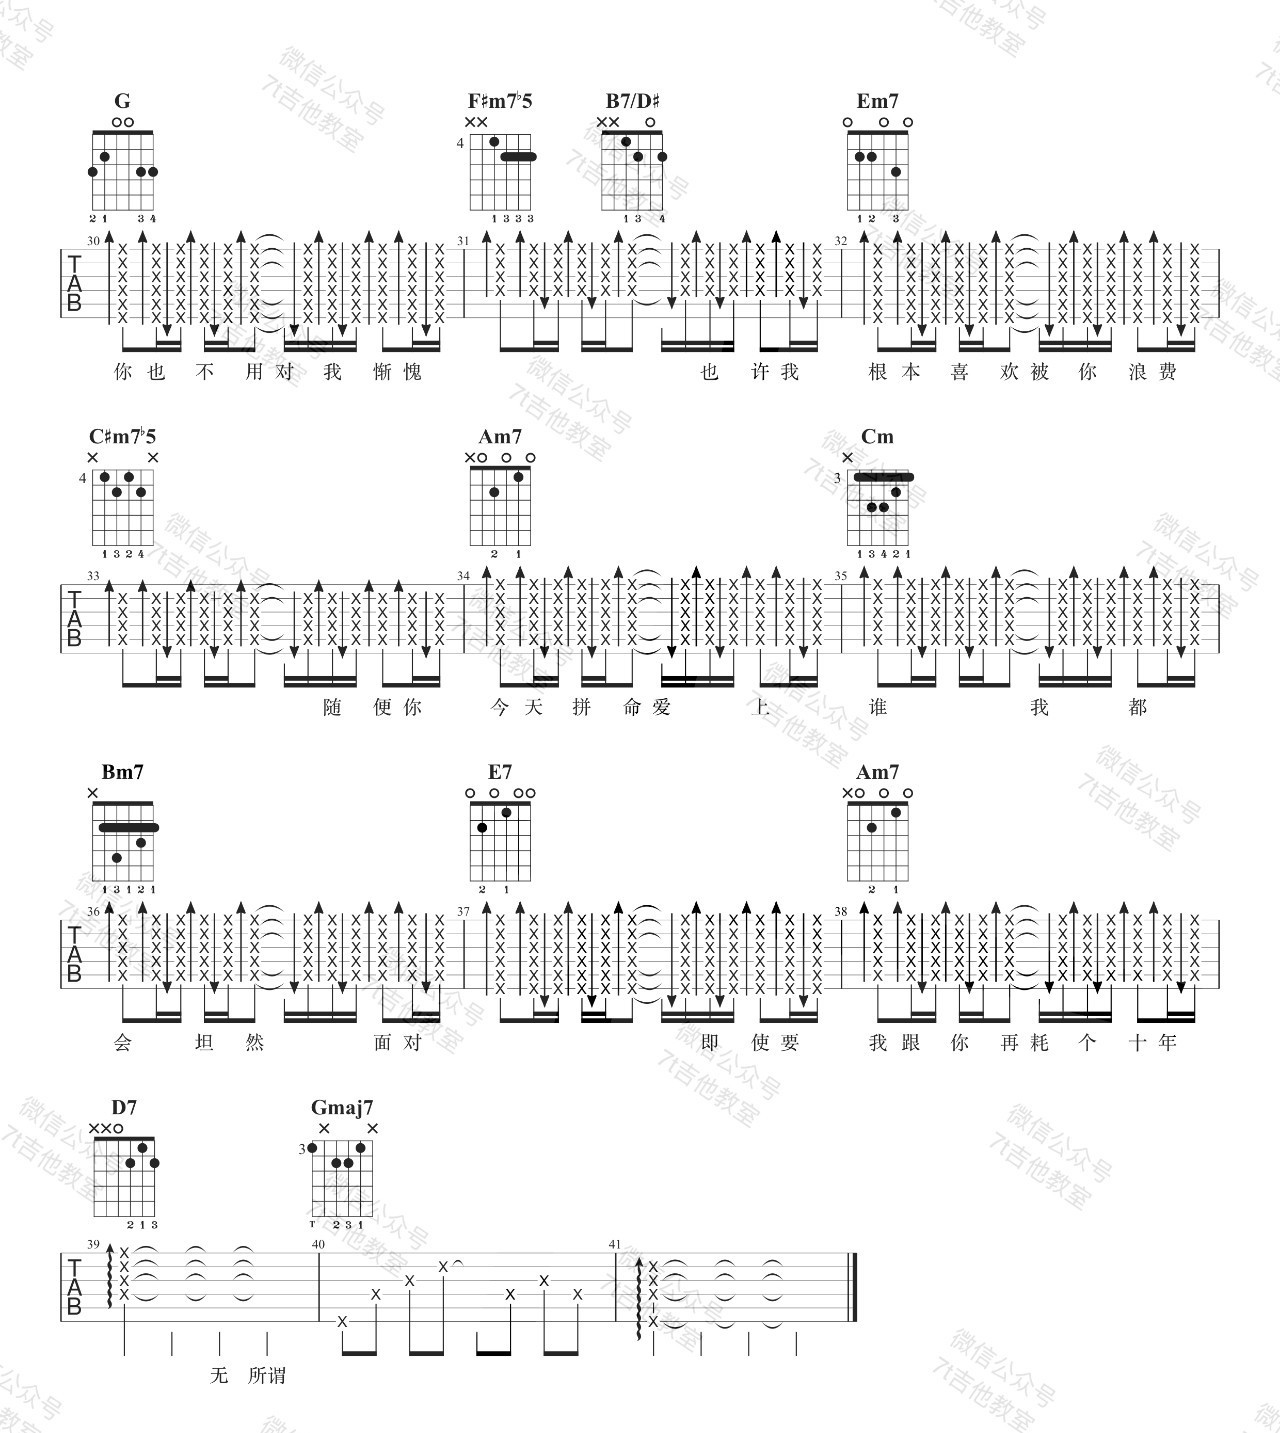 G F♯m7♭5 B7/D♯ Em7
4
2 1 3 4 1 3 3 3 1 3 4 1 2 3
30 31 32
T A B
你也不用对我惭愧 也许我 根本喜欢被你浪费
C♯m7♭5 Am7 Cm
4 3
1 3 2 4 2 1 1 3 4 2 1
33 34 35
T A B
随便你 今天拼命爱上 谁 我都
Bm7 E7 Am7
1 3 1 2 1 2 1 2 1
36 37 38
T A B
会坦然 面对 即使要 我跟你再耗个十年
D7 Gmaj7
3
2 1 3 T 2 3 1
39 40 41
T A B
无所谓
微信公众号
7t吉他教室